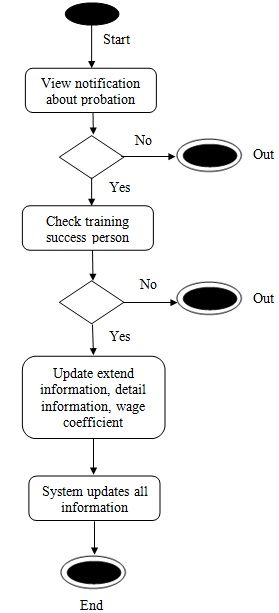 Start
View notification
about probation
No
Out
Yes
Check training
success person
No
Out
Yes
Update extend
information, detail
information, wage
coefficient
System updates all
information
End